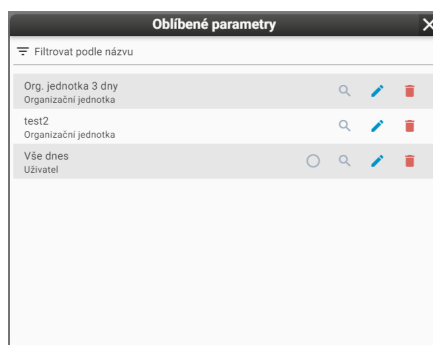 Oblíbené parametry
Filtrovat podle názvu
Org. jednotka 3 dny
Organizační jednotka
test2
Organizační jednotka
Vše dnes
Uživatel